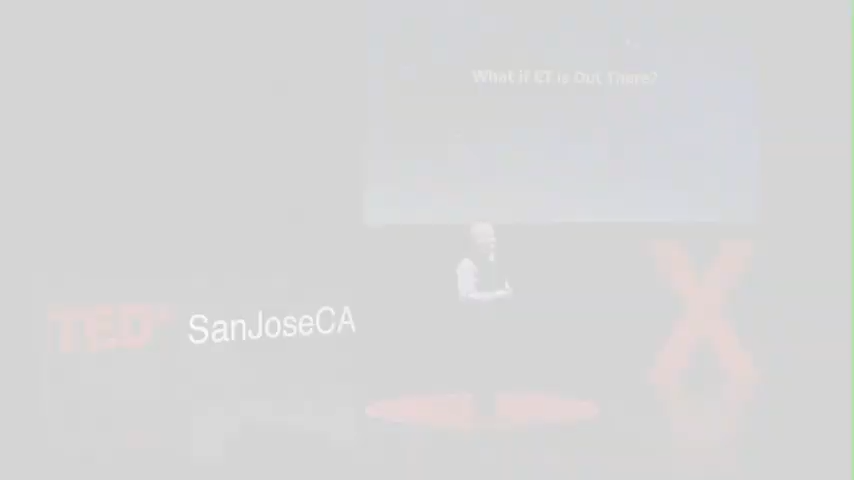 What if ET is Out There?
TEDx SanJoseCA
X